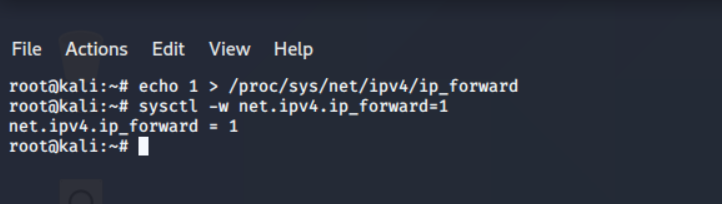 File Actions Edit View Help
root@kali:~# echo 1 > /proc/sys/net/ipv4/ip_forward
root@kali:~# sysctl -w net.ipv4.ip_forward=1
net.ipv4.ip_forward = 1
root@kali:~#